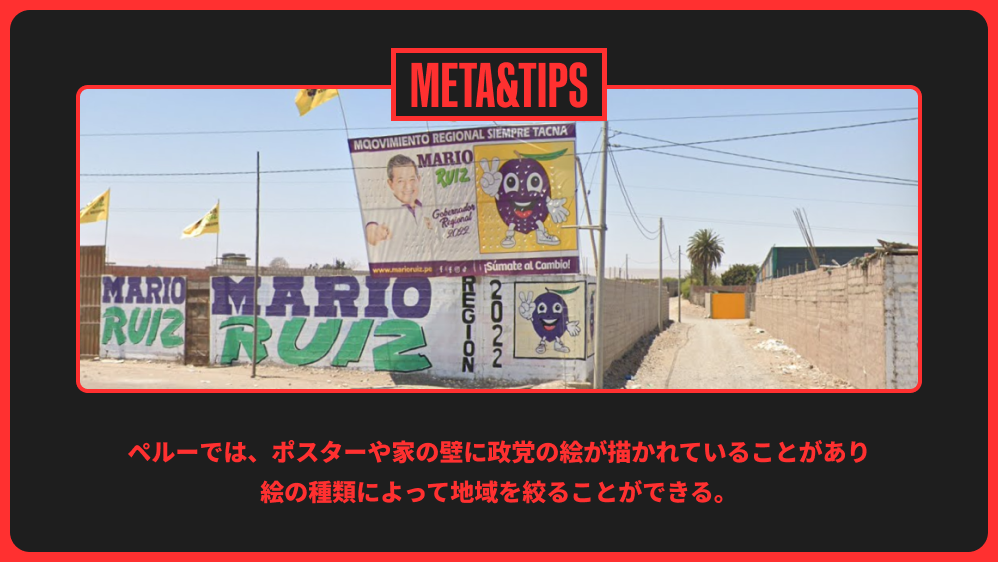 META&TIPS
MOOVIMIENTO REGIONAL SIEMPRE TACNA
MARIO
RUIZ
Gobernador
Regional
2022
www.marioruiz.pe
¡Súmate al Cambio!
MARIO
RUIZ
MARIO
RUIZ
REGION
2022
ペルーでは、ポスターや家の壁に政党の絵が描かれていることがあり
絵の種類によって地域を絞ることができる。